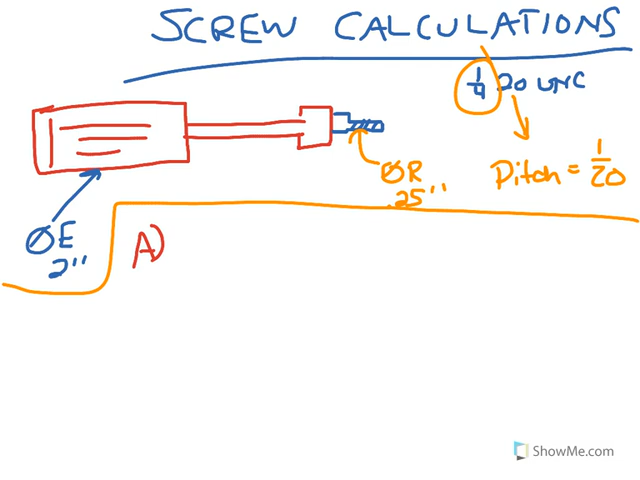 SCREW CALCULATIONS
1/4 20 UNC
ØR
.25"
Pitch = 1/20
ØE
2"
A)
ShowMe.com